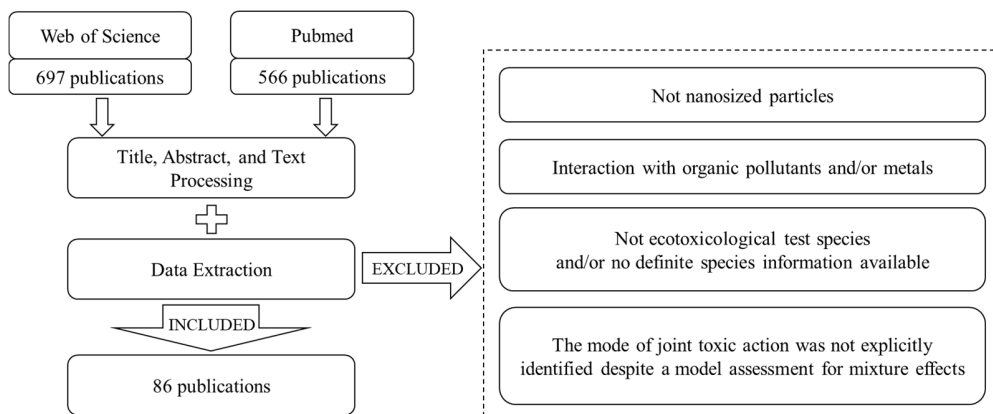 Web of Science
697 publications
Pubmed
566 publications
Title, Abstract, and Text
Processing
Data Extraction
EXCLUDED
INCLUDED
86 publications
Not nanosized particles
Interaction with organic pollutants and/or metals
Not ecotoxicological test species
and/or no definite species information available
The mode of joint toxic action was not explicitly
identified despite a model assessment for mixture effects